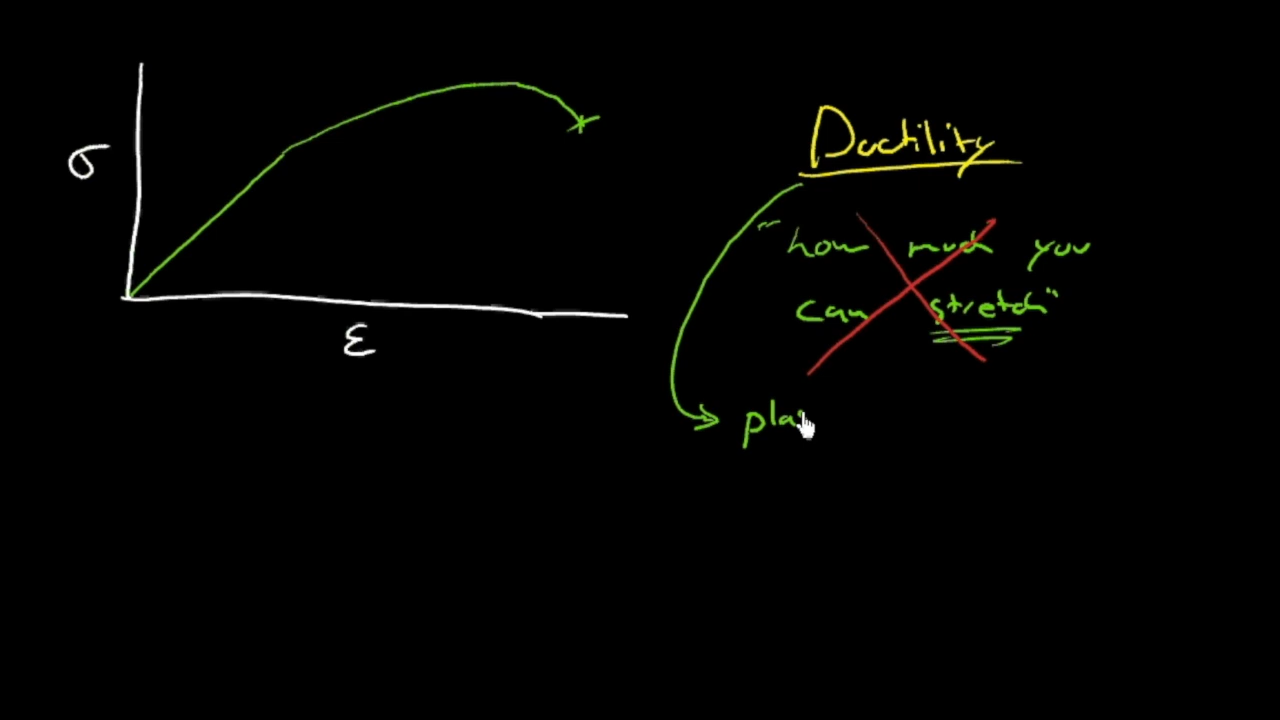 σ
ε
Ductility
"how much you
can stretch"
pla